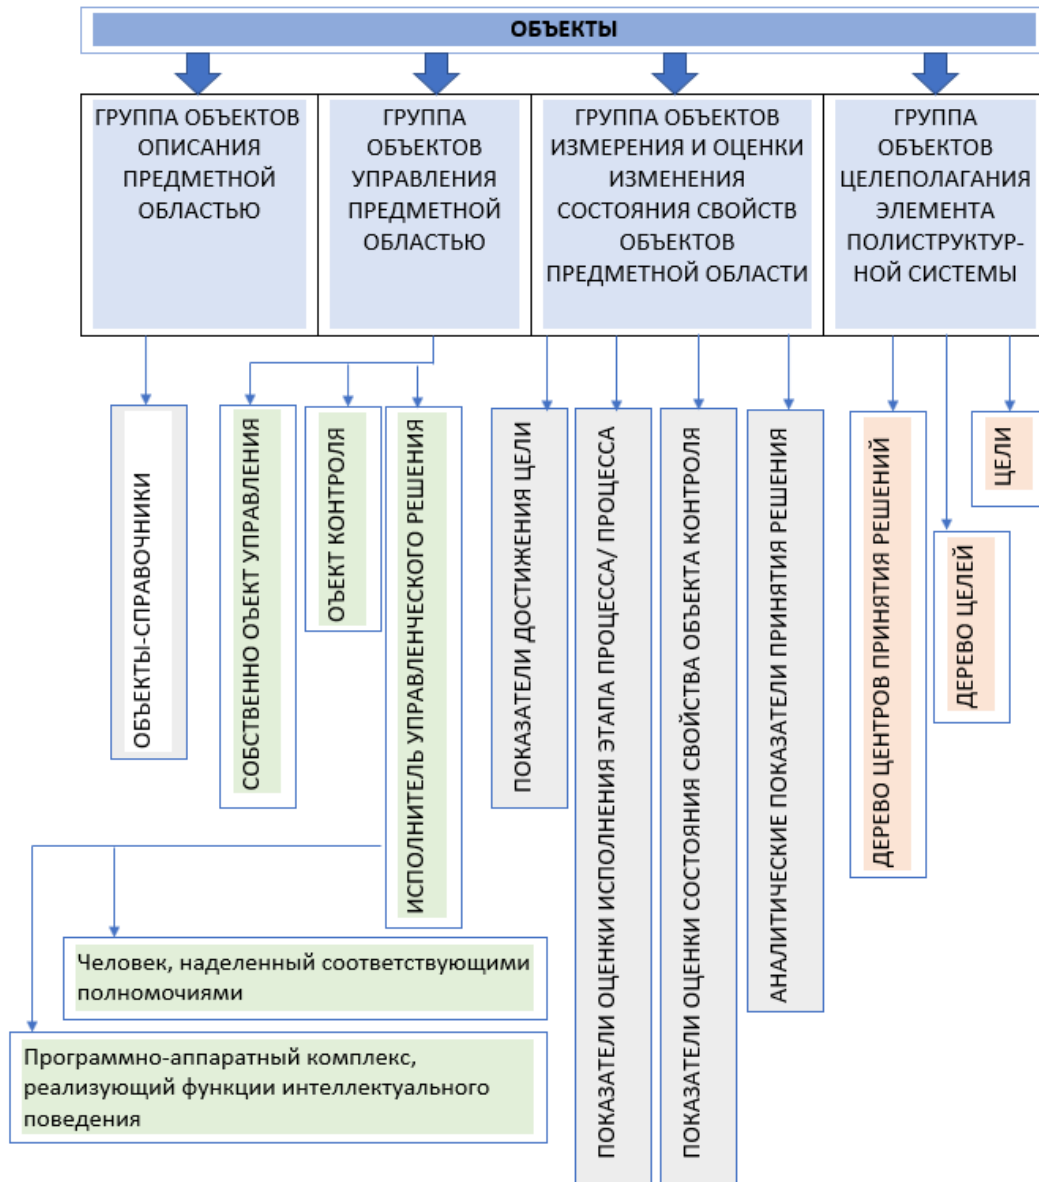 ОБЪЕКТЫ
ГРУППА ОБЪЕКТОВ
ОПИСАНИЯ
ПРЕДМЕТНОЙ
ОБЛАСТЬЮ
ГРУППА
ОБЪЕКТОВ
УПРАВЛЕНИЯ
ПРЕДМЕТНОЙ
ОБЛАСТЬЮ
ГРУППА ОБЪЕКТОВ
ИЗМЕРЕНИЯ И ОЦЕНКИ
ИЗМЕНЕНИЯ
СОСТОЯНИЯ СВОЙСТВ
ОБЪЕКТОВ
ПРЕДМЕТНОЙ ОБЛАСТИ
ГРУППА
ОБЪЕКТОВ
ЦЕЛЕПОЛАГАНИЯ
ЭЛЕМЕНТА
ПОЛИСТРУКТУР-
НОЙ СИСТЕМЫ
ОБЪЕКТЫ-СПРАВОЧНИКИ
СОБСТВЕННО ОЪЕКТ УПРАВЛЕНИЯ
ОЪЕКТ КОНТРОЛЯ
ИСПОЛНИТЕЛЬ УПРАВЛЕНЧЕСКОГО РЕШЕНИЯ
ПОКАЗАТЕЛИ ДОСТИЖЕНИЯ ЦЕЛИ
ПОКАЗАТЕЛИ ОЦЕНКИ ИСПОЛНЕНИЯ ЭТАПА ПРОЦЕССА/ ПРОЦЕССА
ПОКАЗАТЕЛИ ОЦЕНКИ СОСТОЯНИЯ СВОЙСТВА ОБЪЕКТА КОНТРОЛЯ
АНАЛИТИЧЕСКИЕ ПОКАЗАТЕЛИ ПРИНЯТИЯ РЕШЕНИЯ
ДЕРЕВО ЦЕНТРОВ ПРИНЯТИЯ РЕШЕНИЙ
ДЕРЕВО ЦЕЛЕЙ
ЦЕЛИ
Человек, наделенный соответствующими
полномочиями
Программно-аппаратный комплекс,
реализующий функции интеллектуального
поведения